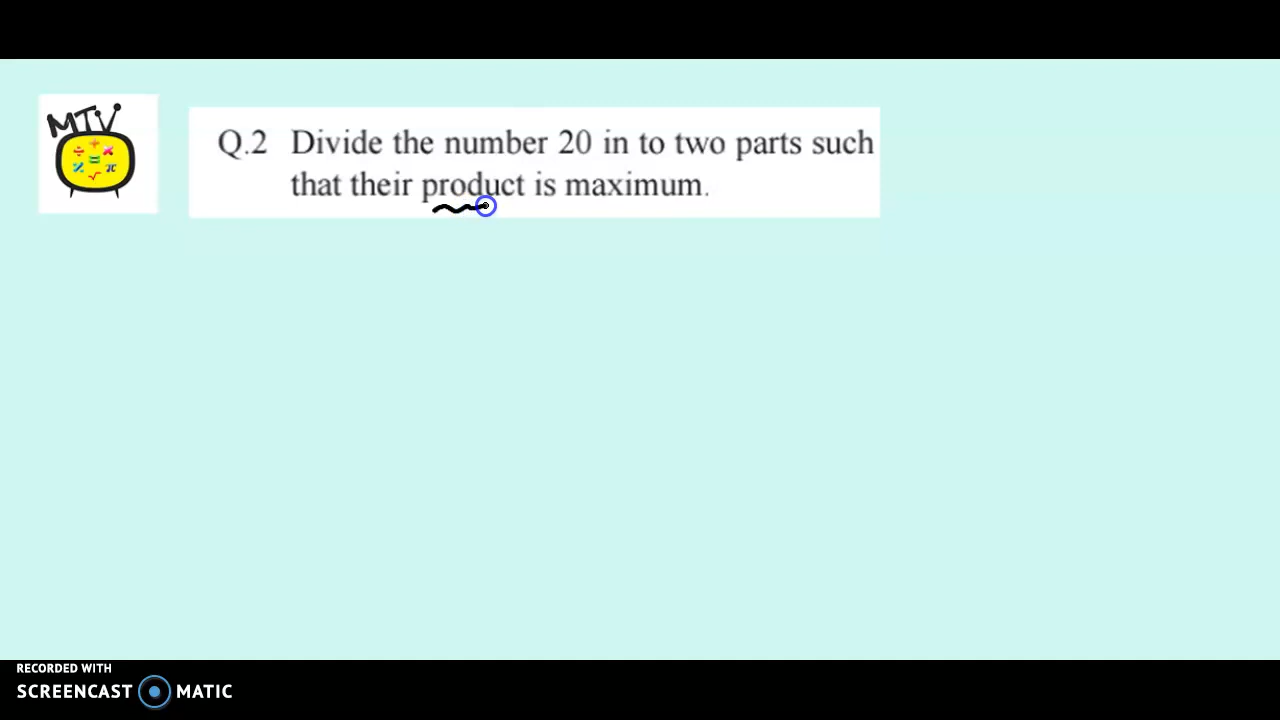 MTV
Q.2 Divide the number 20 in to two parts such
that their product is maximum.
RECORDED WITH
SCREENCAST MATIC